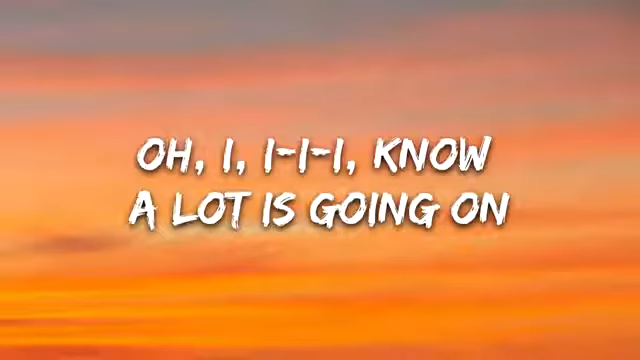 OH, I, I-I-I, KNOW
A LOT IS GOING ON